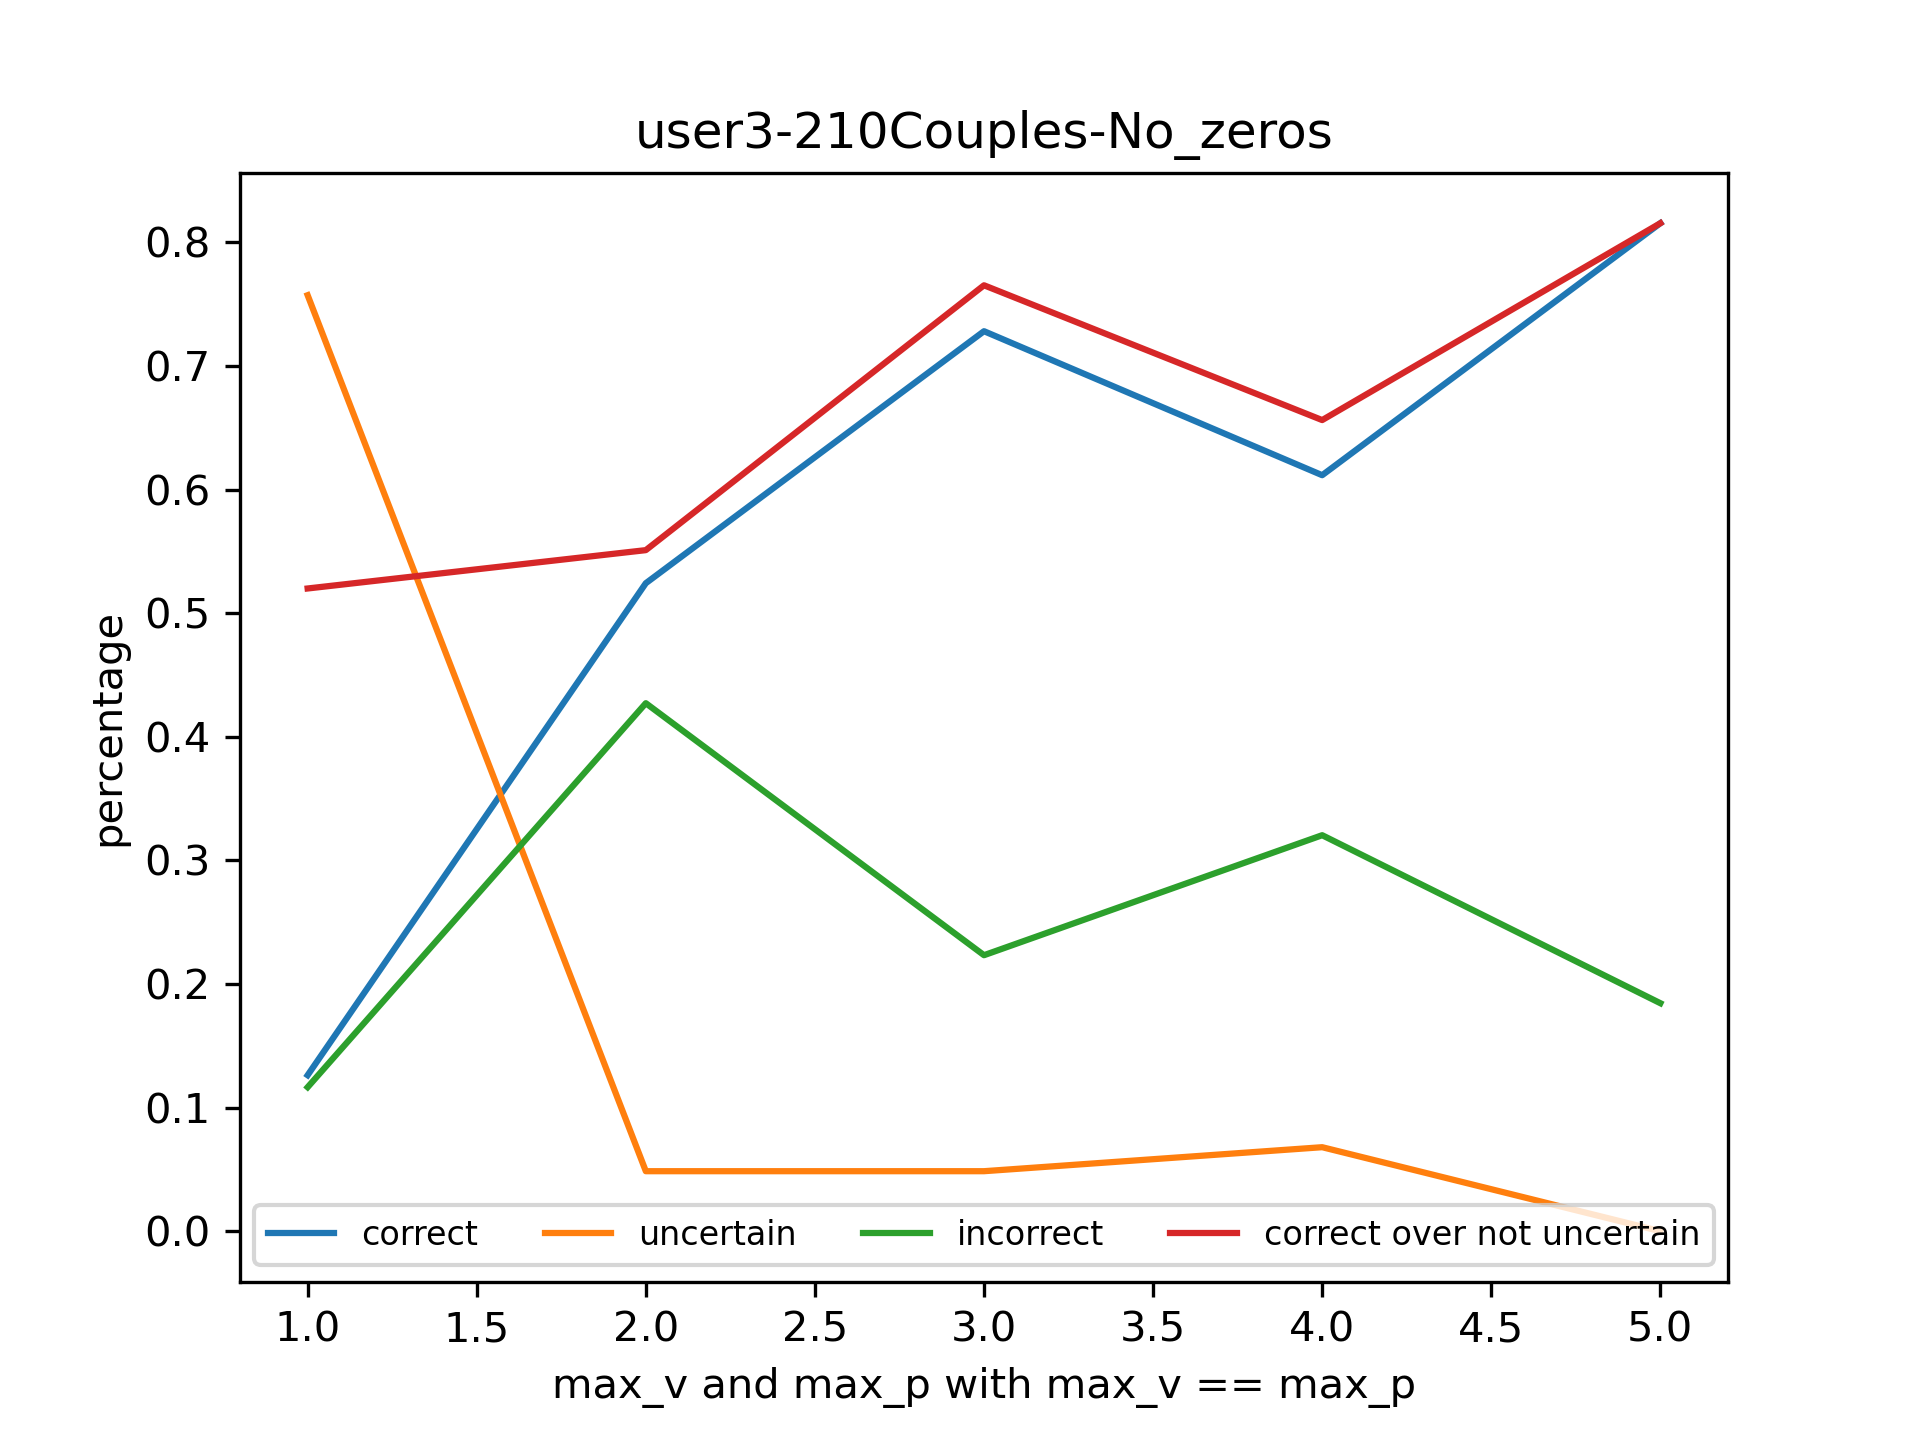 user3-210Couples-No_zeros
percentage
0.8
0.7
0.6
0.5
0.4
0.3
0.2
0.1
0.0
correct uncertain incorrect correct over not uncertain
1.0 1.5 2.0 2.5 3.0 3.5 4.0 4.5 5.0
max_v and max_p with max_v == max_p